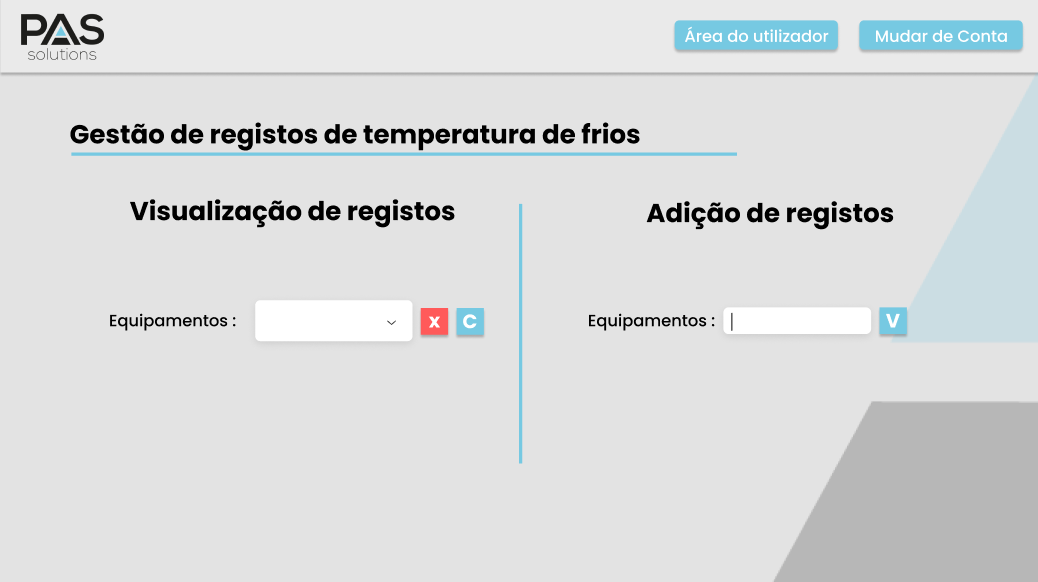 PAS
solutions
Área do utilizador
Mudar de Conta
Gestão de registos de temperatura de frios
Visualização de registos
Adição de registos
Equipamentos :
x
C
Equipamentos :
V